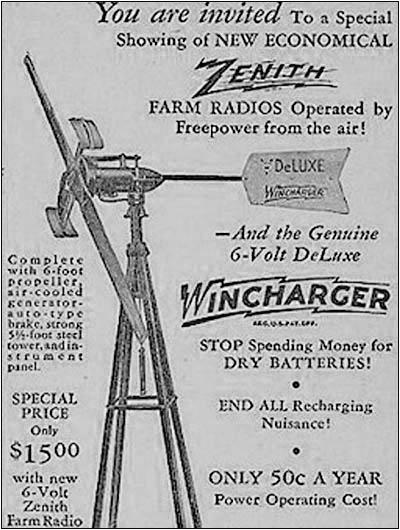 You are invited To a Special
Showing of NEW ECONOMICAL
ZENITH
FARM RADIOS Operated by
Freepower from the air!
DeLUXE
WINCHARGER
—And the Genuine
6-Volt DeLuxe
WINCHARGER
REG. U.S. PAT. OFF.
STOP Spending Money for
DRY BATTERIES!
•
END ALL Recharging
Nuisance!
•
ONLY 50c A YEAR
Power Operating Cost!
Complete
with 6-foot
propeller,
air-cooled
generator-
auto-type
brake, strong
5½-foot steel
tower, and in-
strument
panel.
SPECIAL
PRICE
Only
$15.00
with new
6-Volt
Zenith
Farm Radio